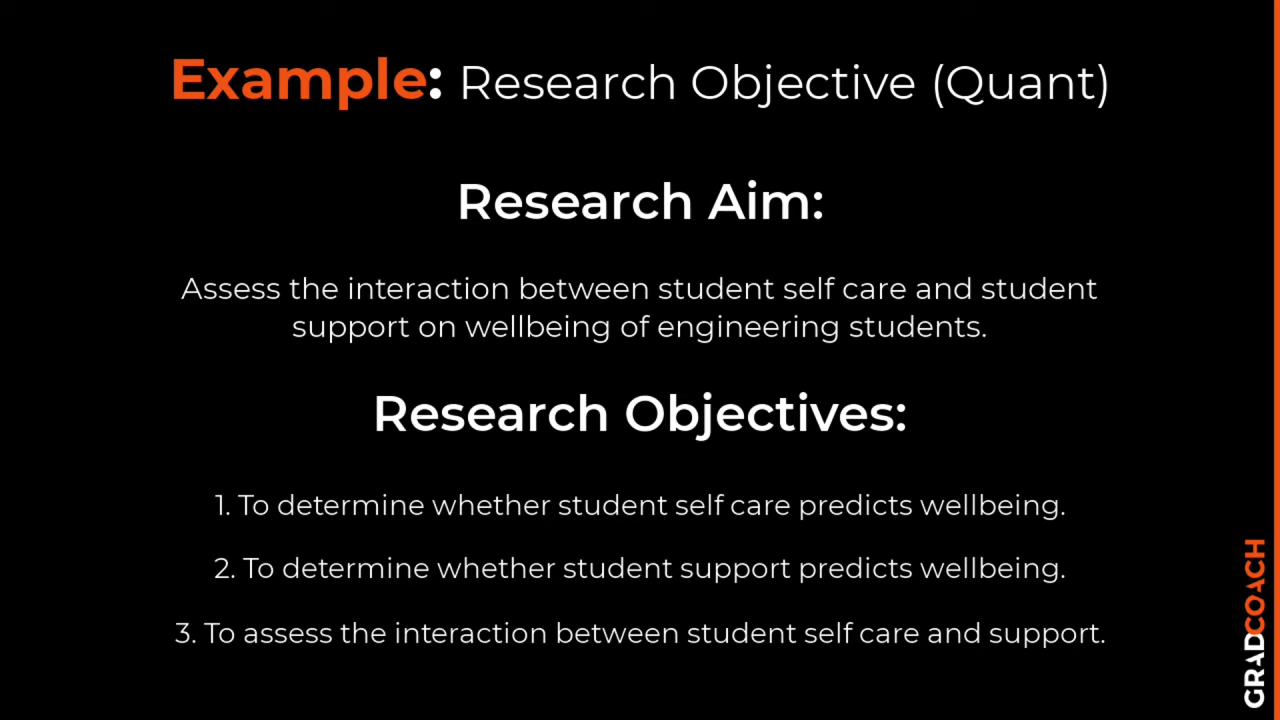 Example: Research Objective (Quant)
Research Aim:
Assess the interaction between student self care and student
support on wellbeing of engineering students.
Research Objectives:
1. To determine whether student self care predicts wellbeing.
2. To determine whether student support predicts wellbeing.
3. To assess the interaction between student self care and support.
GRADCOACH